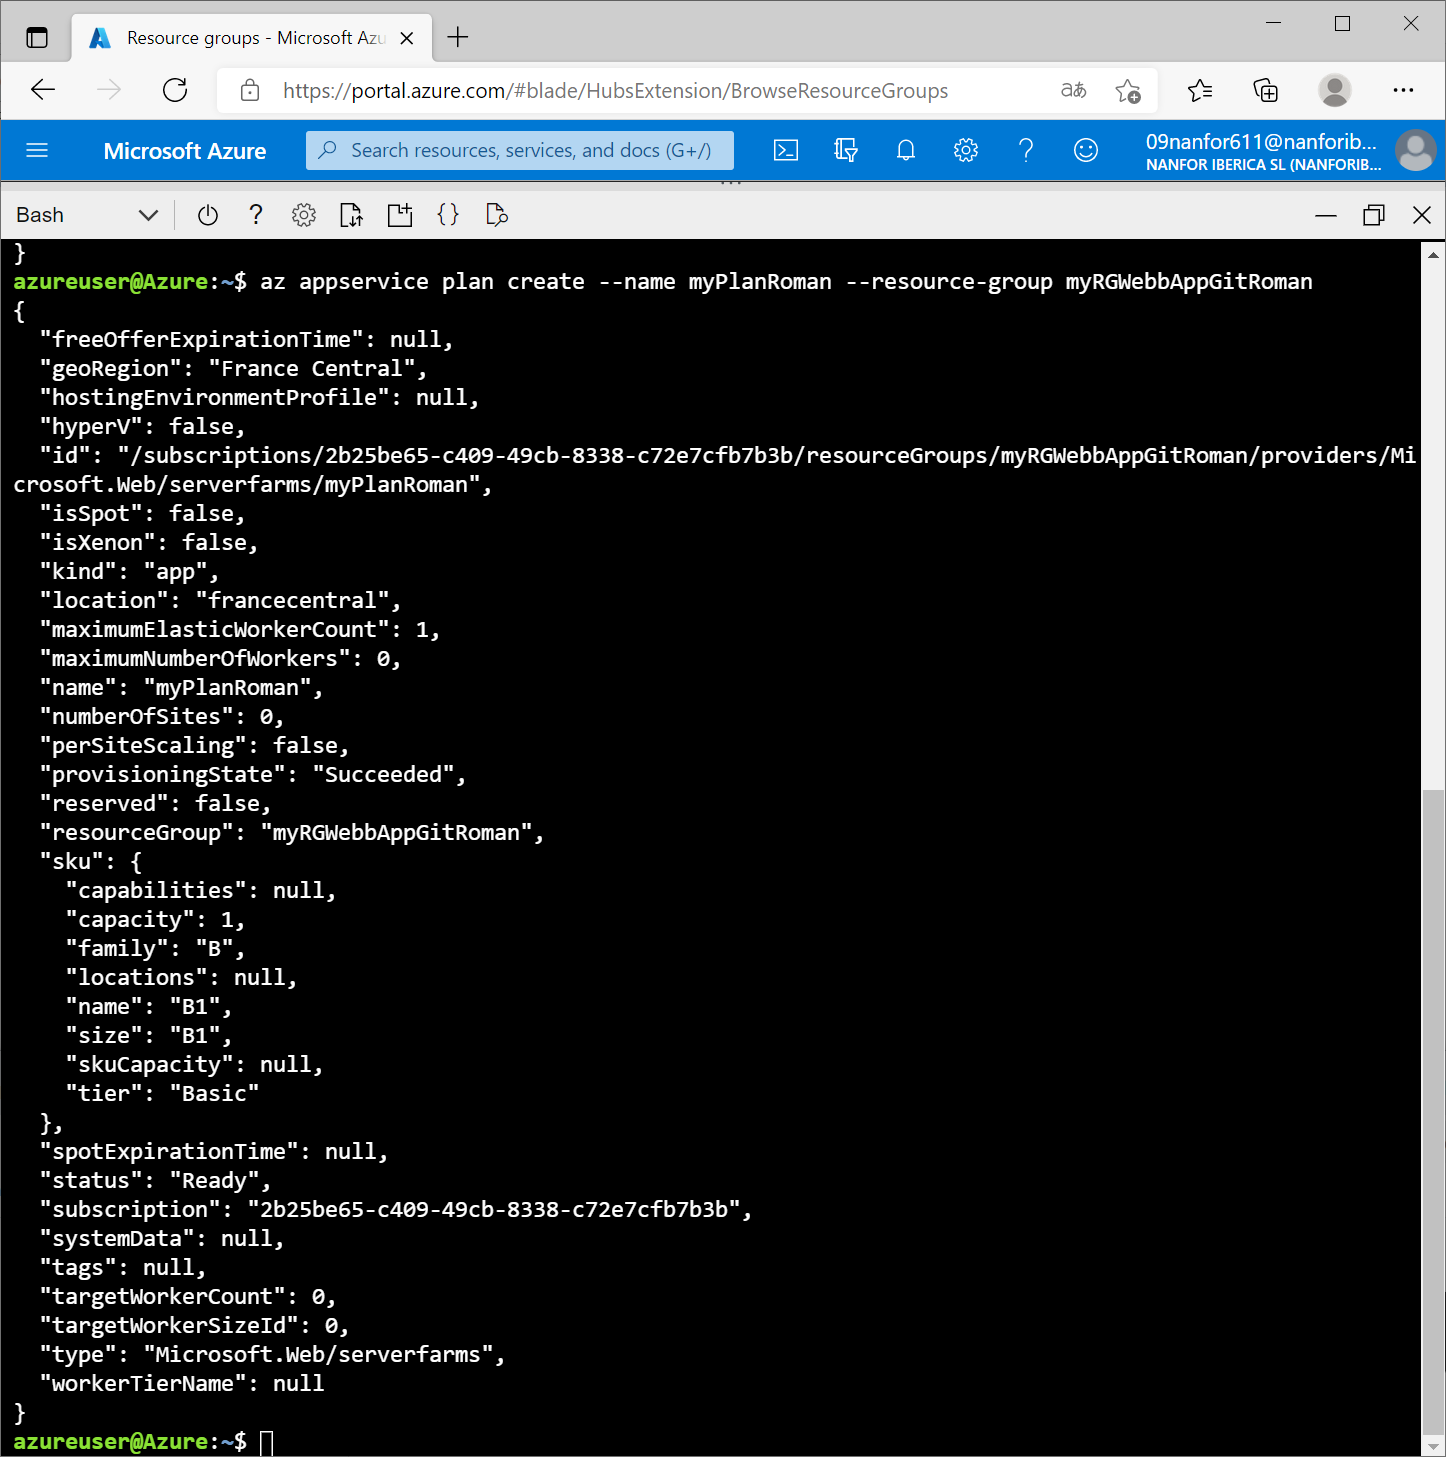 Resource groups - Microsoft Azu
https://portal.azure.com/#blade/HubsExtension/BrowseResourceGroups
aあ
Microsoft Azure
Search resources, services, and docs (G+/)
09nanfor611@nanforib...
NANFOR IBERICA SL (NANFORIB...
Bash
}
azureuser@Azure:~$ az appservice plan create --name myPlanRoman --resource-group myRGWebbAppGitRoman
{
  "freeOfferExpirationTime": null,
  "geoRegion": "France Central",
  "hostingEnvironmentProfile": null,
  "hyperV": false,
  "id": "/subscriptions/2b25be65-c409-49cb-8338-c72e7cfb7b3b/resourceGroups/myRGWebbAppGitRoman/providers/Mi
crosoft.Web/serverfarms/myPlanRoman",
  "isSpot": false,
  "isXenon": false,
  "kind": "app",
  "location": "francecentral",
  "maximumElasticWorkerCount": 1,
  "maximumNumberOfWorkers": 0,
  "name": "myPlanRoman",
  "numberOfSites": 0,
  "perSiteScaling": false,
  "provisioningState": "Succeeded",
  "reserved": false,
  "resourceGroup": "myRGWebbAppGitRoman",
  "sku": {
    "capabilities": null,
    "capacity": 1,
    "family": "B",
    "locations": null,
    "name": "B1",
    "size": "B1",
    "skuCapacity": null,
    "tier": "Basic"
  },
  "spotExpirationTime": null,
  "status": "Ready",
  "subscription": "2b25be65-c409-49cb-8338-c72e7cfb7b3b",
  "systemData": null,
  "tags": null,
  "targetWorkerCount": 0,
  "targetWorkerSizeId": 0,
  "type": "Microsoft.Web/serverfarms",
  "workerTierName": null
}
azureuser@Azure:~$